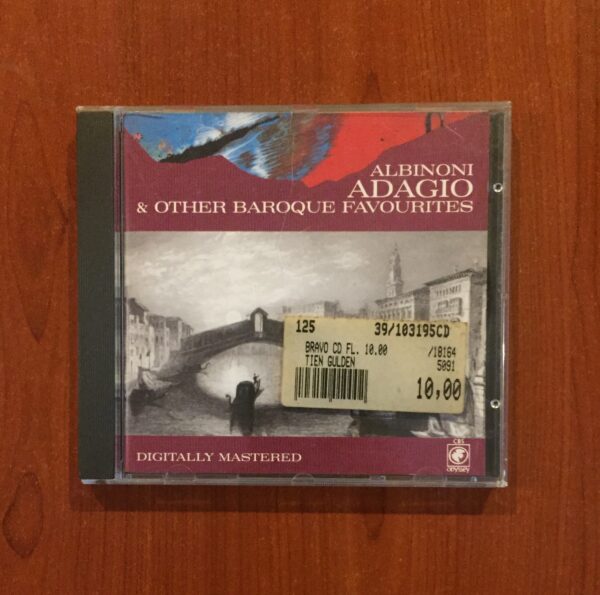 ALBINONI
ADAGIO
& OTHER BAROQUE FAVOURITES
125 39/103195CD
BRAVO CD FL. 10.00 /18164
TIEN GULDEN 5091
10,00
DIGITALLY MASTERED
CBS
Odyssey